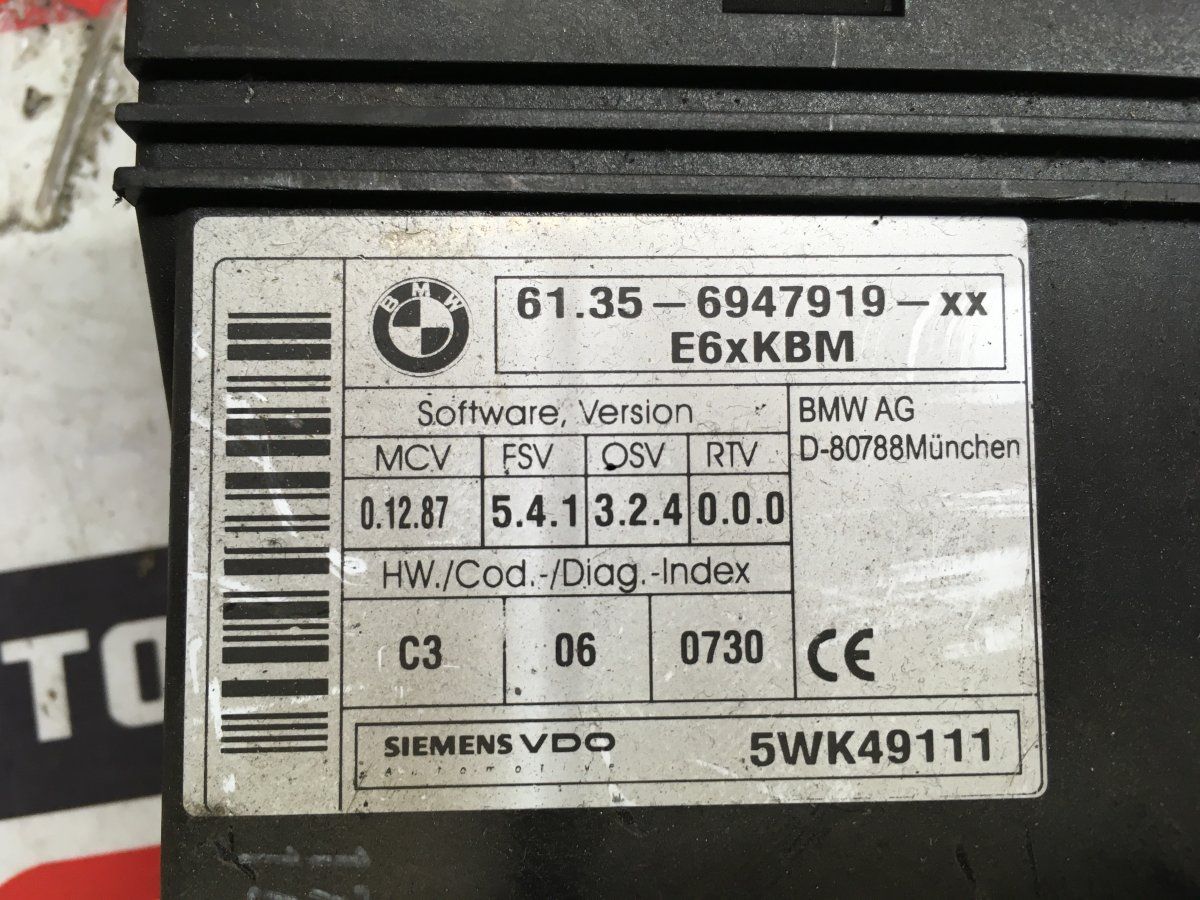 BMW
61.35-6947919-xx
E6xKBM
Software, Version
MCV FSV OSV RTV
0.12.87 5.4.1 3.2.4 0.0.0
BMW AG
D-80788München
HW./Cod.-/Diag.-Index
C3 06 0730
CE
SIEMENS VDO
Automotive
5WK49111
TO